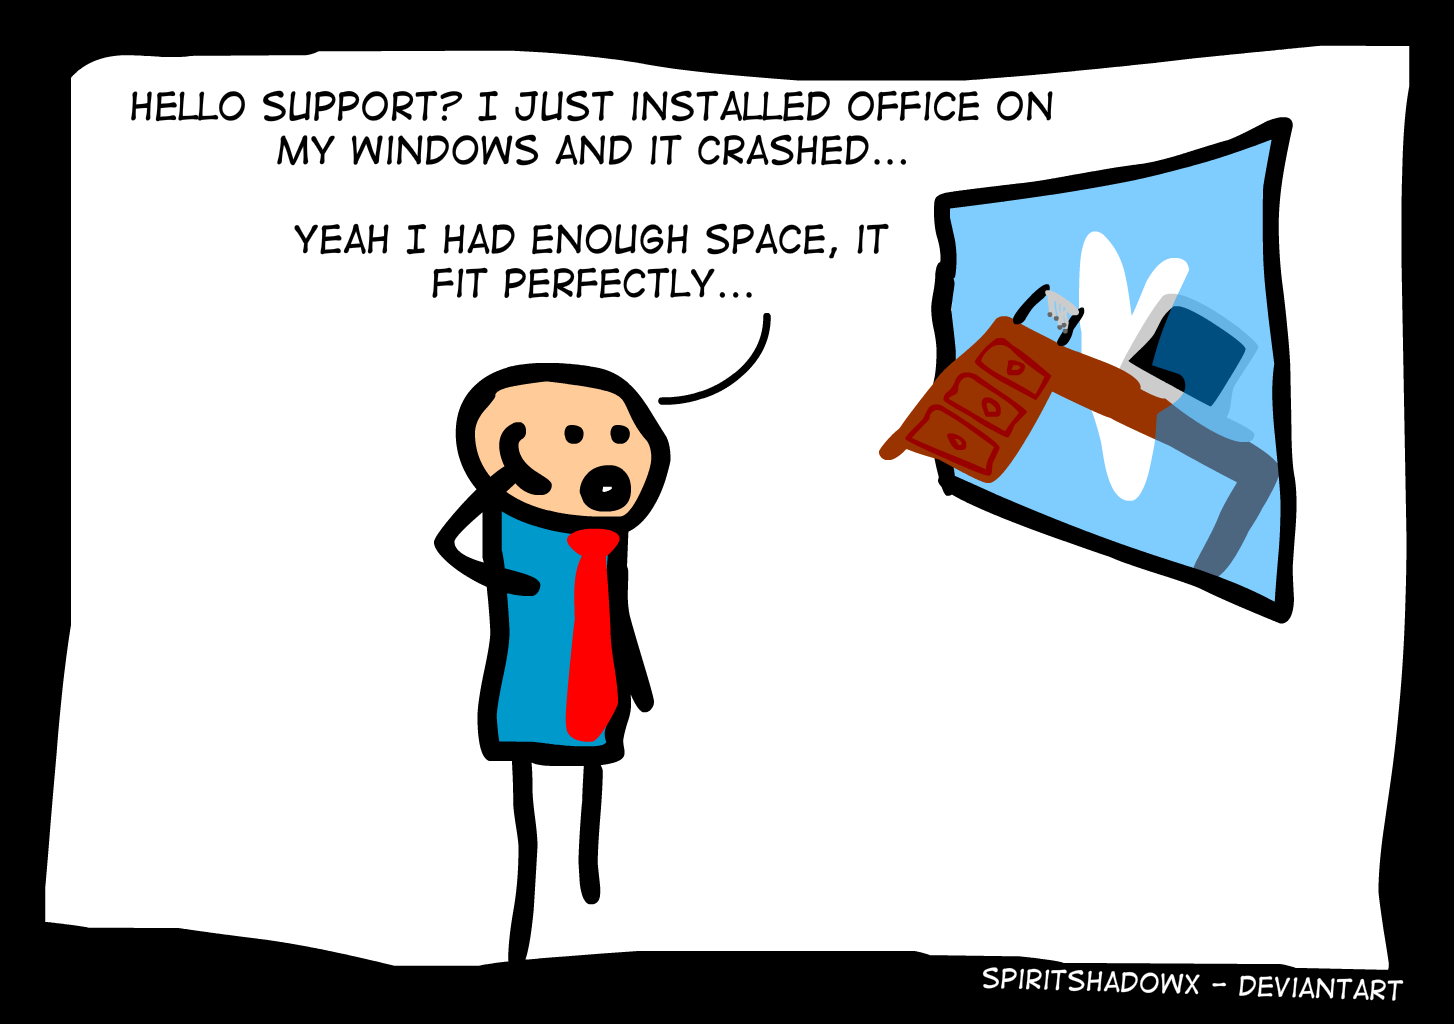 HELLO SUPPORT? I JUST INSTALLED OFFICE ON
MY WINDOWS AND IT CRASHED...
YEAH I HAD ENOUGH SPACE, IT
FIT PERFECTLY...
SPIRITSHADOWX - DEVIANTART